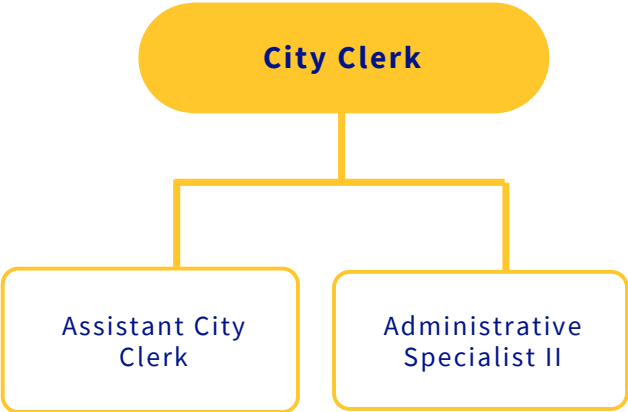 City Clerk
Assistant City
Clerk
Administrative
Specialist II